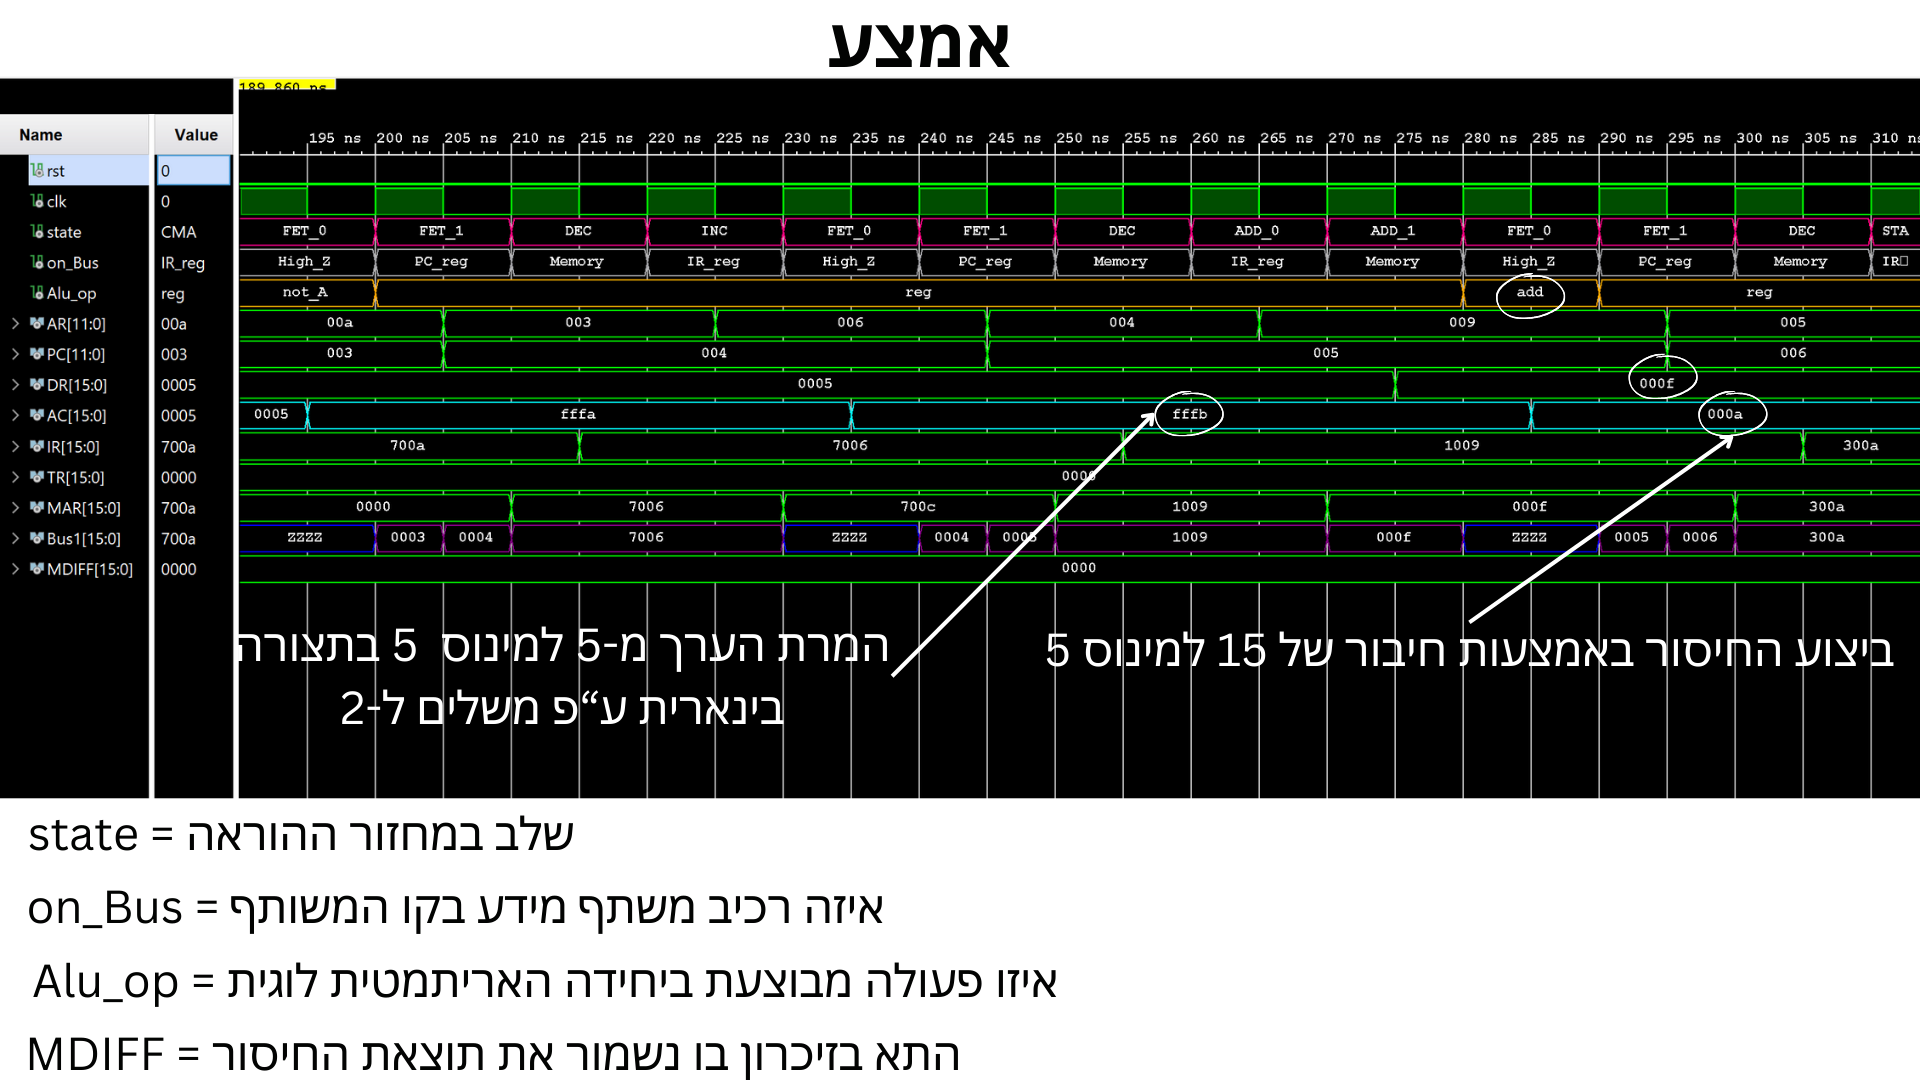 אמצע
189.860 ns
Name Value 195 ns 200 ns 205 ns 210 ns 215 ns 220 ns 225 ns 230 ns 235 ns 240 ns 245 ns 250 ns 255 ns 260 ns 265 ns 270 ns 275 ns 280 ns 285 ns 290 ns 295 ns 300 ns 305 ns 310 n
rst 0
clk 0
state CMA FET_0 FET_1 DEC INC FET_0 FET_1 DEC ADD_0 ADD_1 FET_0 FET_1 DEC STA
on_Bus IR_reg High_Z PC_reg Memory IR_reg High_Z PC_reg Memory IR_reg Memory High_Z PC_reg Memory IR
Alu_op reg not_A reg add reg
AR[11:0] 00a 00a 003 006 004 009 005
PC[11:0] 003 003 004 005 006
DR[15:0] 0005 0005 000f
AC[15:0] 0005 0005 fffa fffb 000a
IR[15:0] 700a 700a 7006 1009 300a
TR[15:0] 0000 0000
MAR[15:0] 700a 0000 7006 700c 1009 000f 300a
Bus1[15:0] 700a ZZZZ 0003 0004 7006 ZZZZ 0004 0005 1009 000f ZZZZ 0005 0006 300a
MDIFF[15:0] 0000 0000
המרת הערך מ-5 למינוס 5 בתצורה
בינארית ע“פ משלים ל-2
ביצוע החיסור באמצעות חיבור של 15 למינוס 5
state = שלב במחזור ההוראה
on_Bus = איזה רכיב משתף מידע בקו המשותף
Alu_op = איזו פעולה מבוצעת ביחידה האריתמטית לוגית
MDIFF = התא בזיכרון בו נשמור את תוצאת החיסור